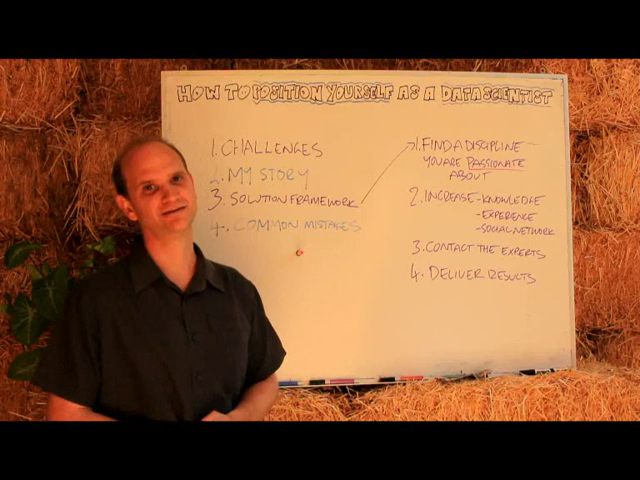 HOW TO POSITION YOURSELF AS A DATA SCIENTIST
1. CHALLENGES
2. MY STORY
3. SOLUTION FRAMEWORK
4. COMMON MISTAKES
1. FIND A DISCIPLINE
YOU ARE PASSIONATE
ABOUT
2. INCREASE - KNOWLEDGE
- EXPERIENCE
- SOCIAL NETWORK
3. CONTACT THE EXPERTS
4. DELIVER RESULTS